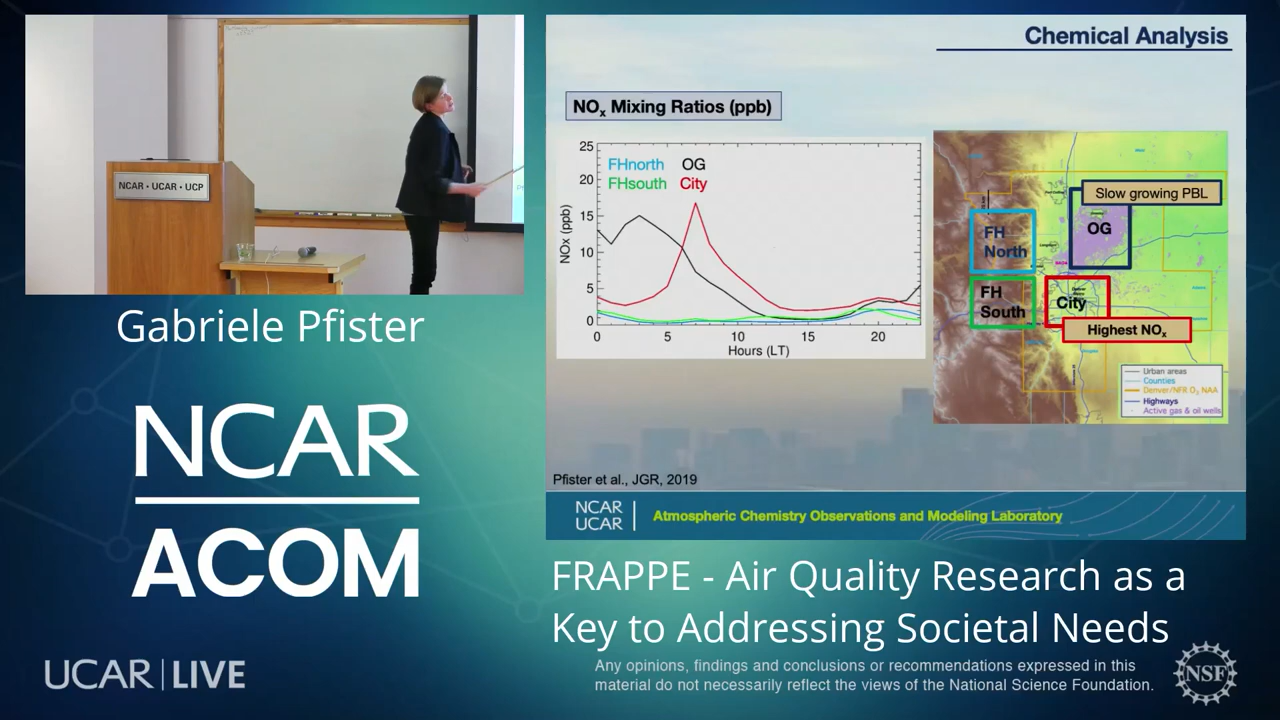 NCAR • UCAR • UCP
Gabriele Pfister
NCAR
ACOM
UCAR | LIVE
Chemical Analysis
NOx Mixing Ratios (ppb)
FHnorth OG
FHsouth City
NOx (ppb)
25
20
15
10
5
0
0 5 10 15 20
Hours (LT)
Slow growing PBL
OG
FH
North
FH
South
City
Highest NOx
Urban areas
Counties
Denver/NFR O3 NAA
Highways
Active gas & oil wells
Pfister et al., JGR, 2019
NCAR
UCAR
Atmospheric Chemistry Observations and Modeling Laboratory
FRAPPE - Air Quality Research as a
Key to Addressing Societal Needs
Any opinions, findings and conclusions or recommendations expressed in this
material do not necessarily reflect the views of the National Science Foundation.
NSF